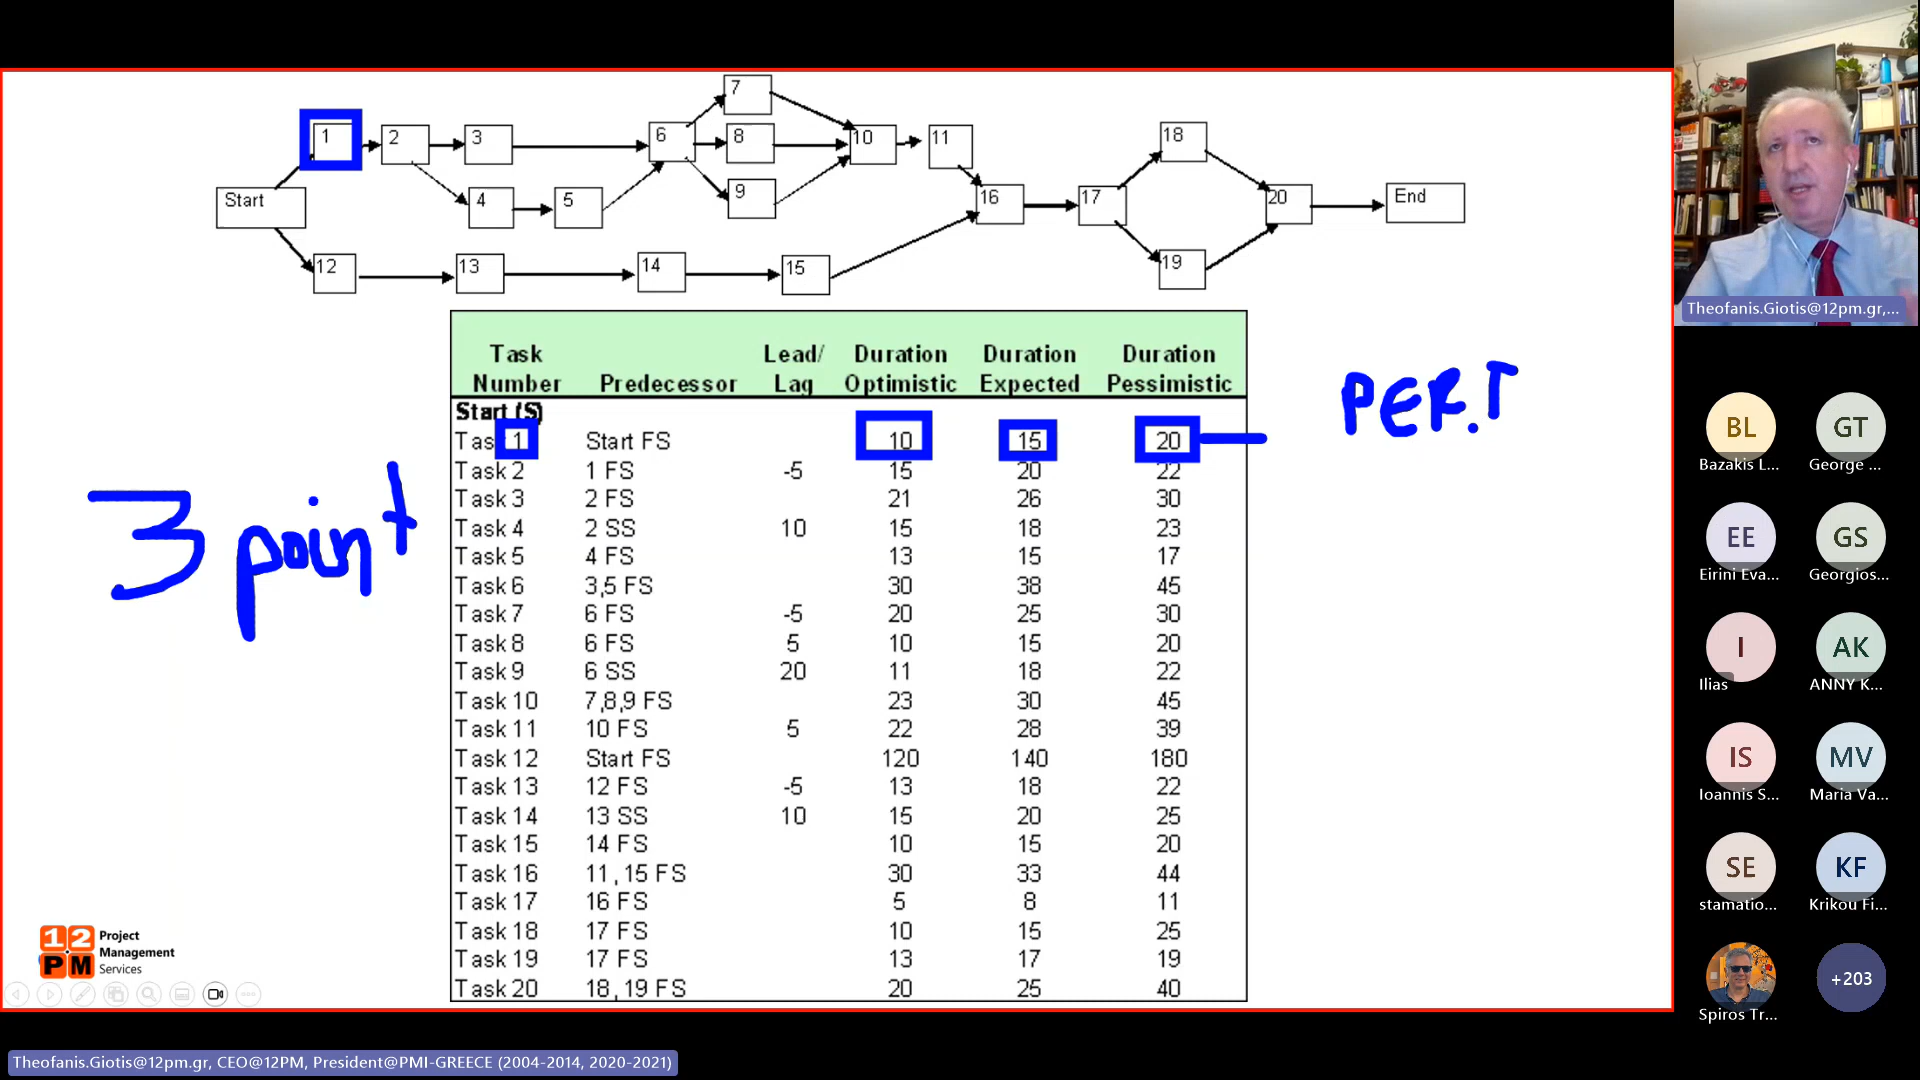 7
1 2 3 6 8 10 11 18
4 5 9
Start 16 17 20 End
12 13 14 15 19
Task Number Predecessor Lead/ Lag Duration Optimistic Duration Expected Duration Pessimistic
Start (S)
Tas 1 Start FS 10 15 20
Task 2 1 FS -5 15 20 22
Task 3 2 FS 21 26 30
Task 4 2 SS 10 15 18 23
Task 5 4 FS 13 15 17
Task 6 3,5 FS 30 38 45
Task 7 6 FS -5 20 25 30
Task 8 6 FS 5 10 15 20
Task 9 6 SS 20 11 18 22
Task 10 7,8,9 FS 23 30 45
Task 11 10 FS 5 22 28 39
Task 12 Start FS 120 140 180
Task 13 12 FS -5 13 18 22
Task 14 13 SS 10 15 20 25
Task 15 14 FS 10 15 20
Task 16 11,15 FS 30 33 44
Task 17 16 FS 5 8 11
Task 18 17 FS 10 15 25
Task 19 17 FS 13 17 19
Task 20 18,19 FS 20 25 40
3 point
PER.T
12
PM
Project
Management
Services
Theofanis.Giotis@12pm.gr,...
BL GT
Bazakis L... George ...
EE GS
Eirini Eva... Georgios...
I AK
Ilias ANNY K...
IS MV
Ioannis S... Maria Va...
SE KF
stamatio... Krikou Fi...
+203
Spiros Tr...
Theofanis.Giotis@12pm.gr, CEO@12PM, President@PMI-GREECE (2004-2014, 2020-2021)